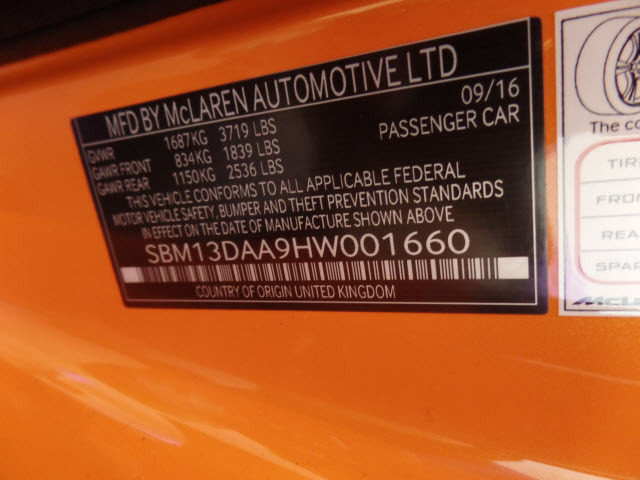 MFD BY McLAREN AUTOMOTIVE LTD
09/16
GVWR 1687KG 3719 LBS
PASSENGER CAR
GAWR FRONT 834KG 1839 LBS
GAWR REAR 1150KG 2536 LBS
THIS VEHICLE CONFORMS TO ALL APPLICABLE FEDERAL
MOTOR VEHICLE SAFETY, BUMPER AND THEFT PREVENTION STANDARDS
IN EFFECT ON THE DATE OF MANUFACTURE SHOWN ABOVE
SBM13DAA9HW001660
COUNTRY OF ORIGIN UNITED KINGDOM
The co
TIR
FRO
REA
SPAR
McL